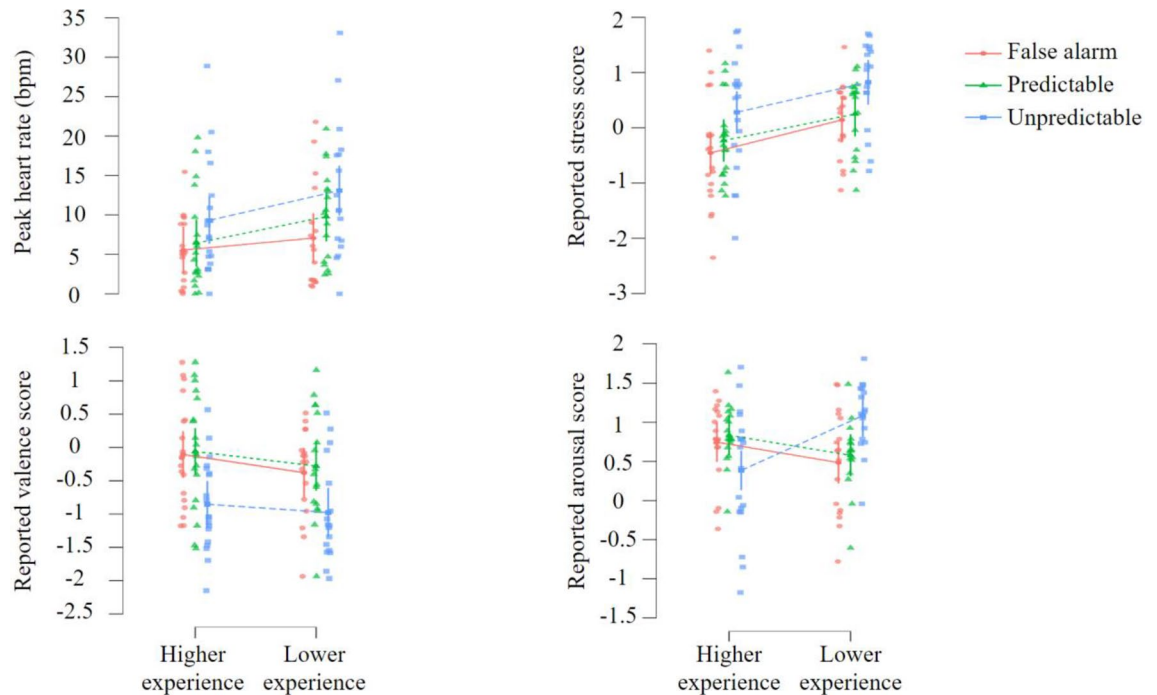 Peak heart rate (bpm)
35
30
25
20
15
10
5
0
Reported stress score
2
1
0
-1
-2
-3
False alarm
Predictable
Unpredictable
Reported valence score
1.5
1
0.5
0
-0.5
-1
-1.5
-2
-2.5
Higher
experience
Lower
experience
Reported arousal score
2
1.5
1
0.5
0
0.5
-1
-1.5
Higher
experience
Lower
experience